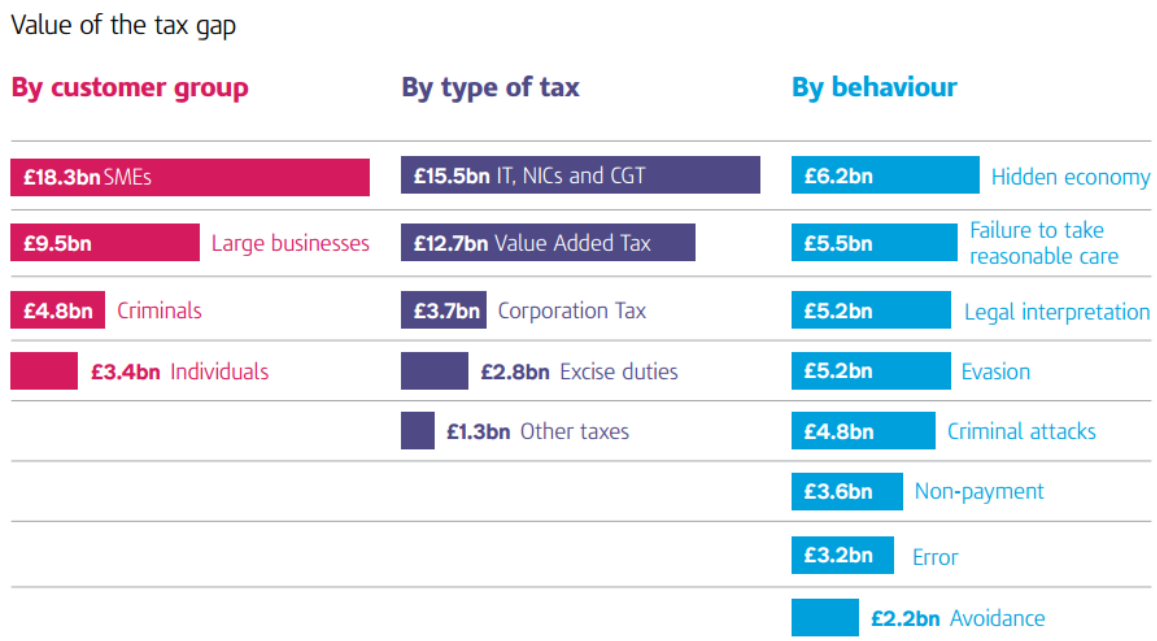 Value of the tax gap
By customer group
By type of tax
By behaviour
£18.3bn SMEs
£15.5bn IT, NICs and CGT
£6.2bn Hidden economy
£9.5bn Large businesses
£12.7bn Value Added Tax
£5.5bn Failure to take
reasonable care
£4.8bn Criminals
£3.7bn Corporation Tax
£5.2bn Legal interpretation
£3.4bn Individuals
£2.8bn Excise duties
£5.2bn Evasion
£1.3bn Other taxes
£4.8bn Criminal attacks
£3.6bn Non-payment
£3.2bn Error
£2.2bn Avoidance